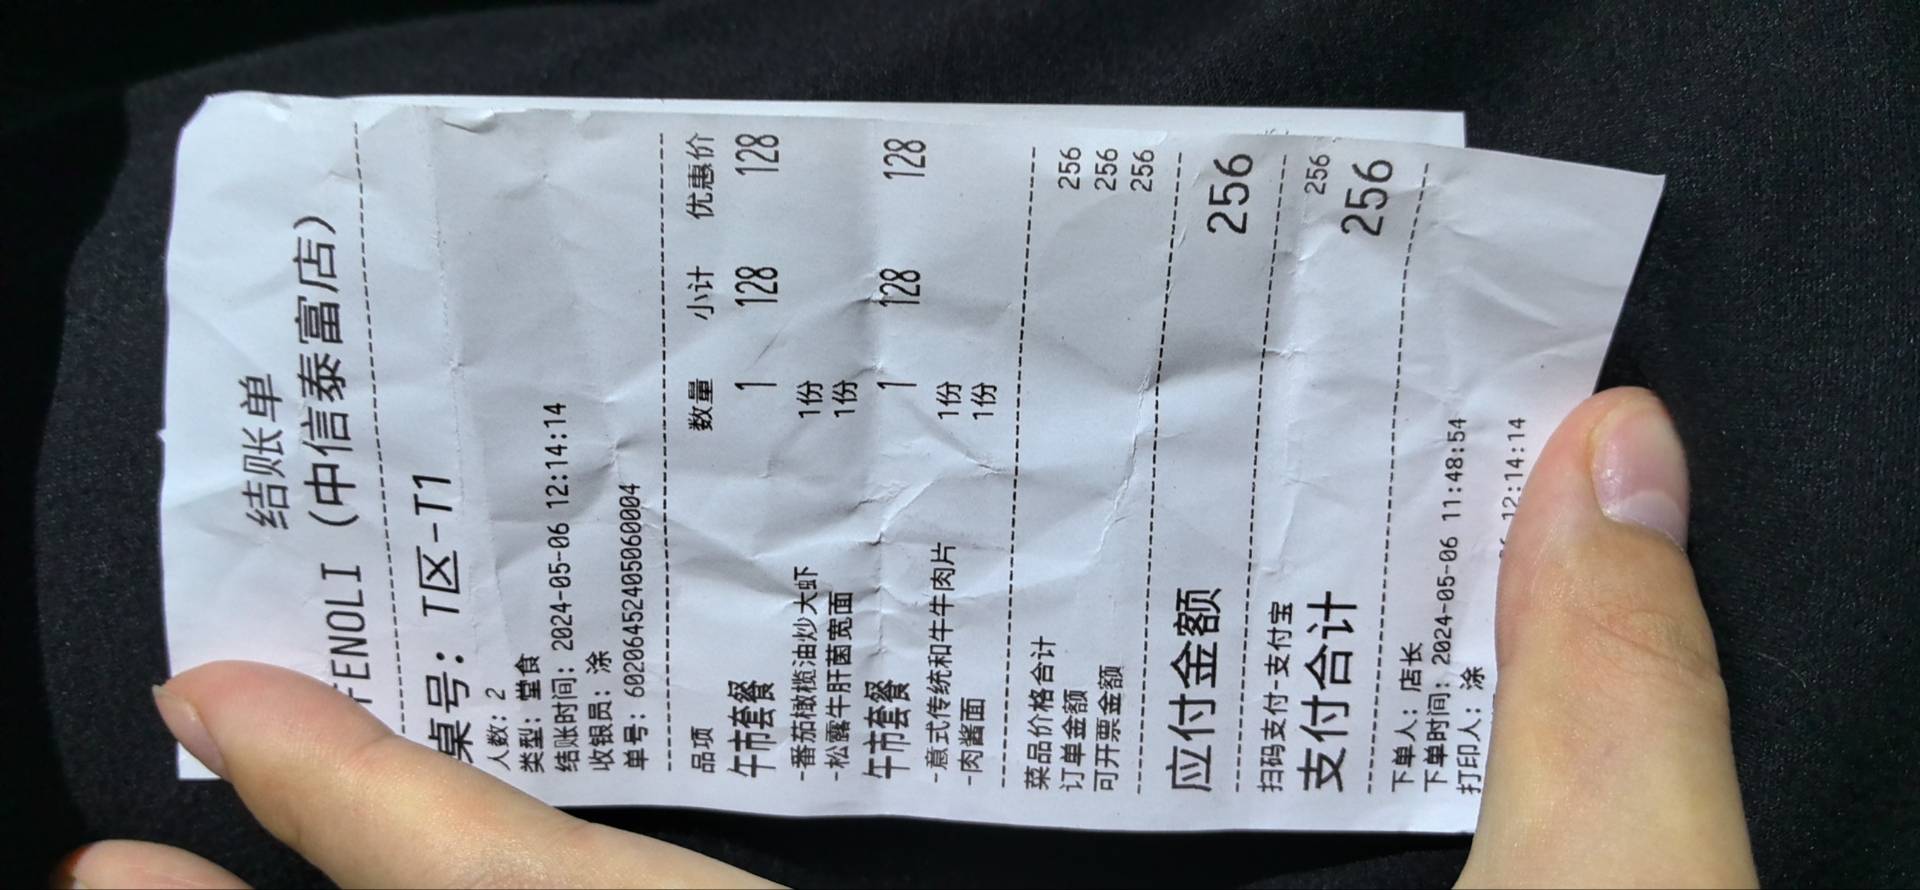 结账单
FENOLI (中信泰富店)
桌号: T区-T1
人数: 2
类型: 堂食
结账时间: 2024-05-06 12:14:14
收银员: 涂
单号: 60206452405060004
品项 数量 小计 优惠价
午市套餐 1 128 128
-番茄橄榄油炒大虾 1份
-松露牛肝菌宽面 1份
午市套餐 1 128 128
-意式传统和牛牛肉片 1份
-肉酱面 1份
菜品价格合计 256
订单金额 256
可开票金额 256
应付金额 256
扫码支付 支付宝 256
支付合计 256
下单人: 店长
下单时间: 2024-05-06 11:48:54
打印人: 涂
12:14:14